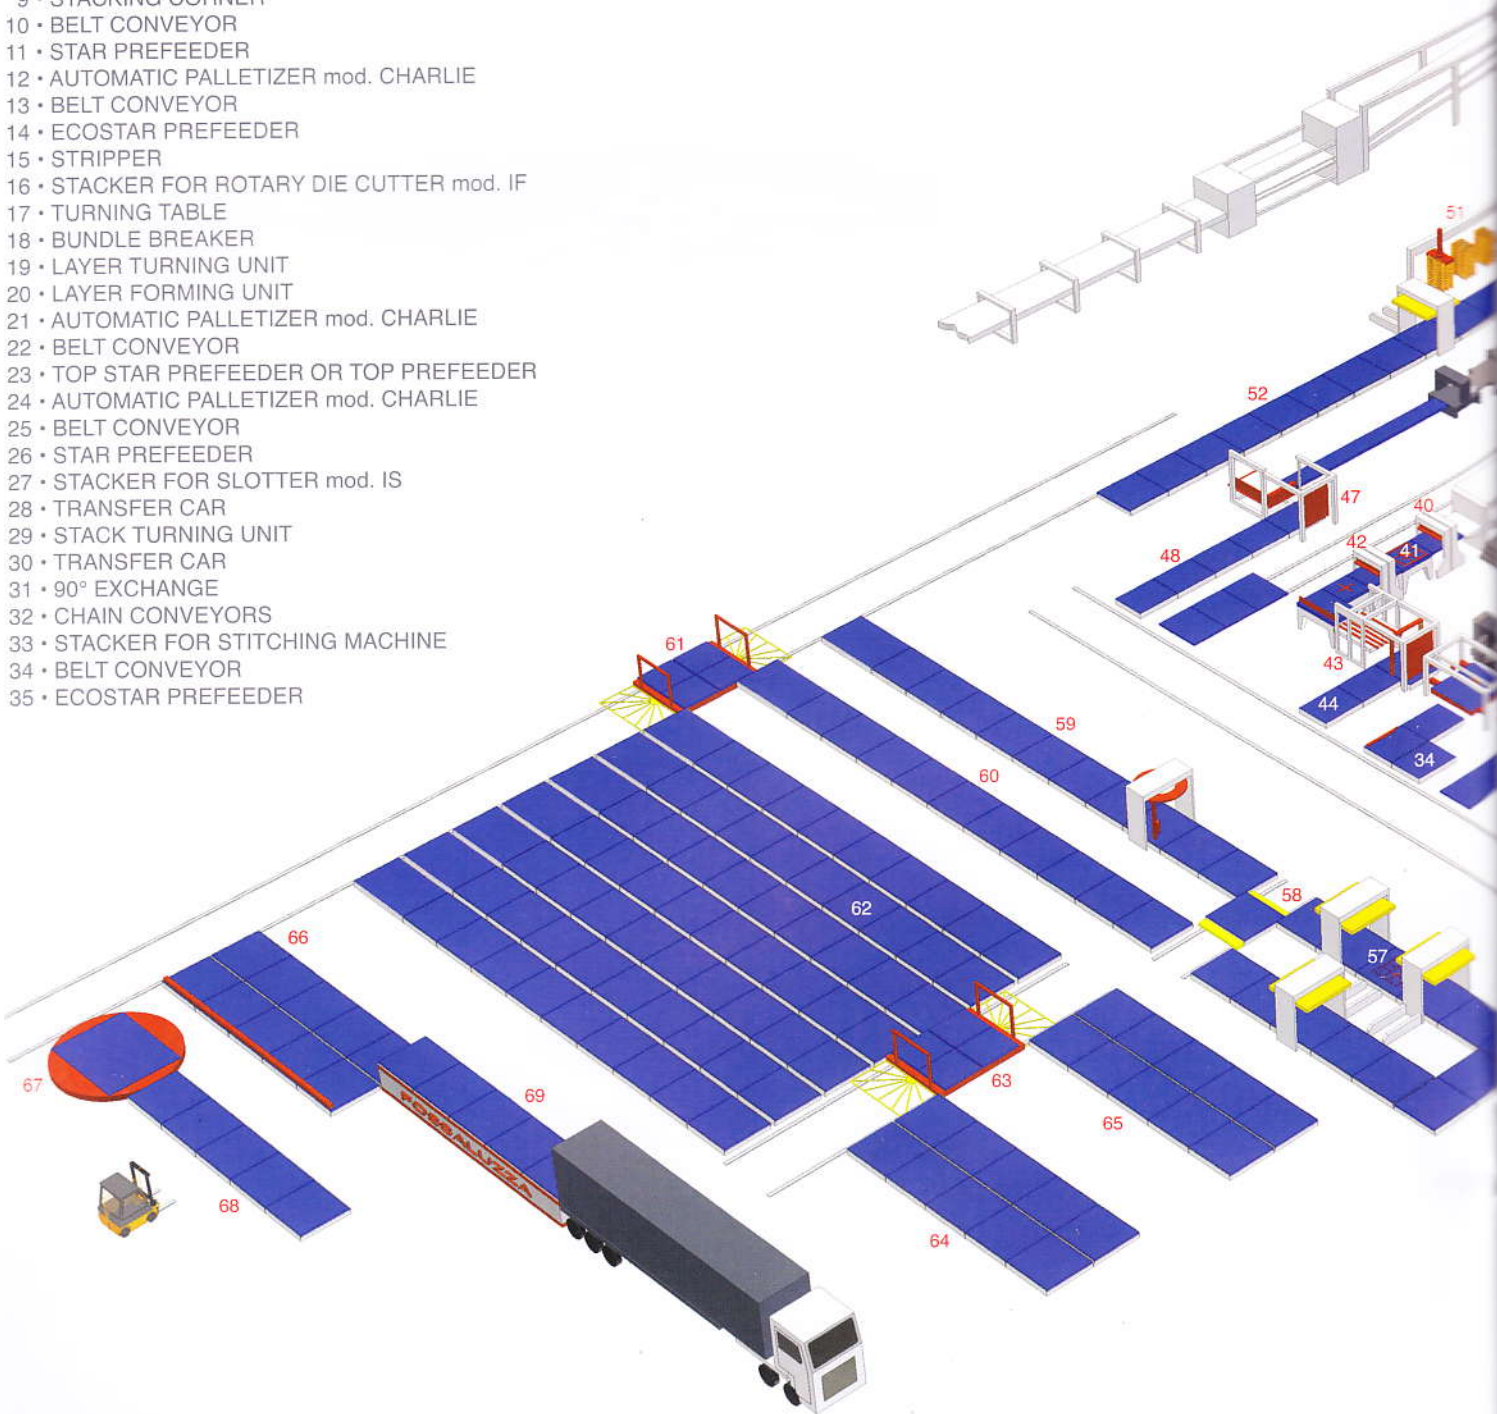 9 • STACKING CORNER
10 • BELT CONVEYOR
11 • STAR PREFEEDER
12 • AUTOMATIC PALLETIZER mod. CHARLIE
13 • BELT CONVEYOR
14 • ECOSTAR PREFEEDER
15 • STRIPPER
16 • STACKER FOR ROTARY DIE CUTTER mod. IF
17 • TURNING TABLE
18 • BUNDLE BREAKER
19 • LAYER TURNING UNIT
20 • LAYER FORMING UNIT
21 • AUTOMATIC PALLETIZER mod. CHARLIE
22 • BELT CONVEYOR
23 • TOP STAR PREFEEDER OR TOP PREFEEDER
24 • AUTOMATIC PALLETIZER mod. CHARLIE
25 • BELT CONVEYOR
26 • STAR PREFEEDER
27 • STACKER FOR SLOTTER mod. IS
28 • TRANSFER CAR
29 • STACK TURNING UNIT
30 • TRANSFER CAR
31 • 90° EXCHANGE
32 • CHAIN CONVEYORS
33 • STACKER FOR STITCHING MACHINE
34 • BELT CONVEYOR
35 • ECOSTAR PREFEEDER
51
52
47
40
42
41
48
43
44
34
61
59
60
58
57
62
66
67
63
69
65
68
64